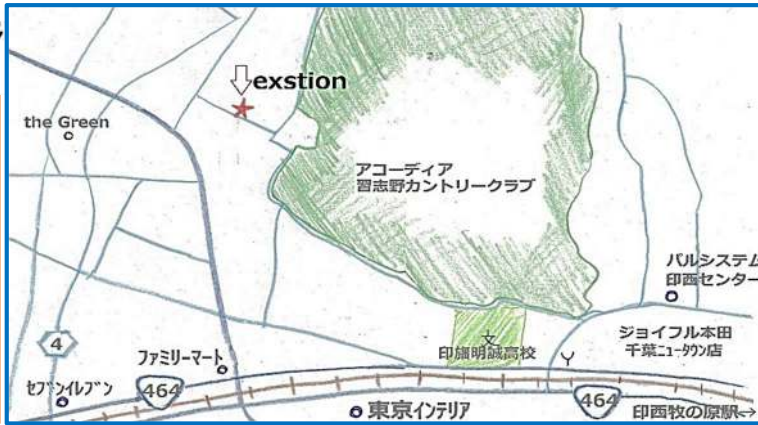 exstion
the Green
アコーディア
習志野カントリークラブ
パルシステム
印西センター
4
ファミリーマート
印旛明誠高校
ジョイフル本田
千葉ニュータウン店
セブンイレブン
464
東京インテリア
464
印西牧の原駅→